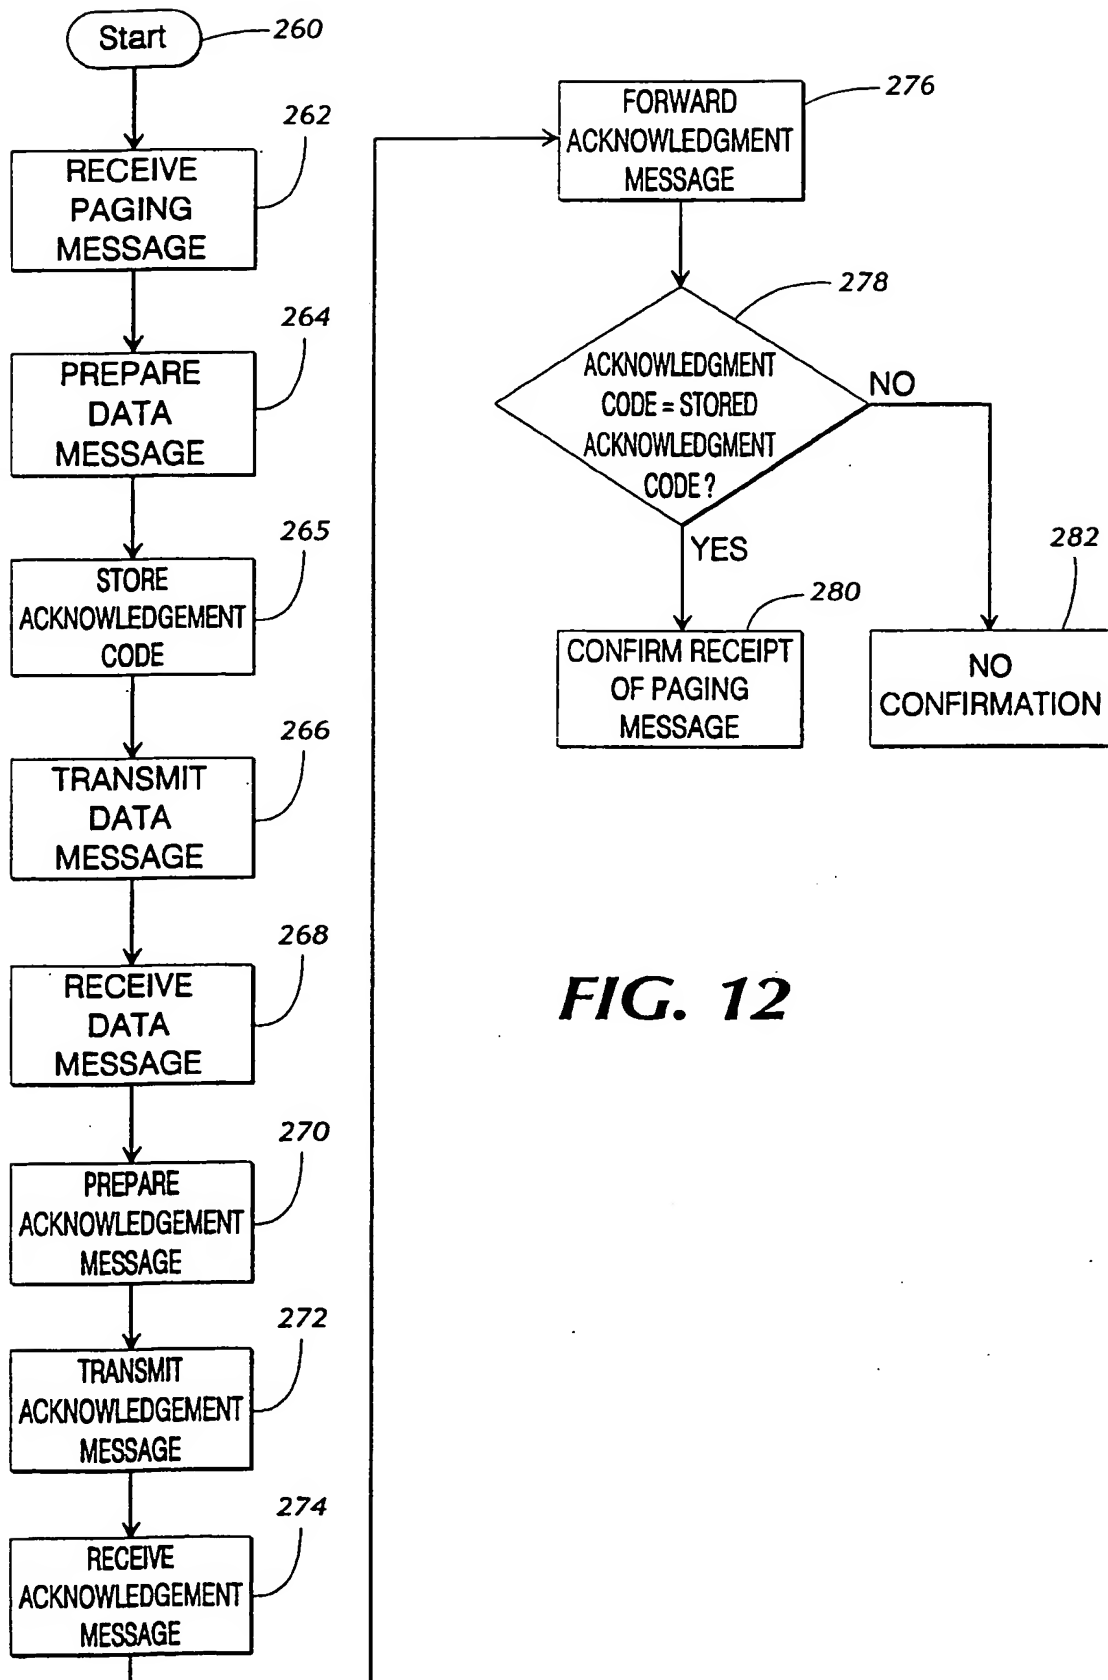 Start
260
RECEIVE
PAGING
MESSAGE
262
PREPARE
DATA
MESSAGE
264
STORE
ACKNOWLEDGEMENT
CODE
265
TRANSMIT
DATA
MESSAGE
266
RECEIVE
DATA
MESSAGE
268
PREPARE
ACKNOWLEDGEMENT
MESSAGE
270
TRANSMIT
ACKNOWLEDGEMENT
MESSAGE
272
RECEIVE
ACKNOWLEDGEMENT
MESSAGE
274
FORWARD
ACKNOWLEDGMENT
MESSAGE
276
ACKNOWLEDGMENT
CODE = STORED
ACKNOWLEDGMENT
CODE?
278
NO
YES
CONFIRM RECEIPT
OF PAGING
MESSAGE
280
NO
CONFIRMATION
282
FIG. 12